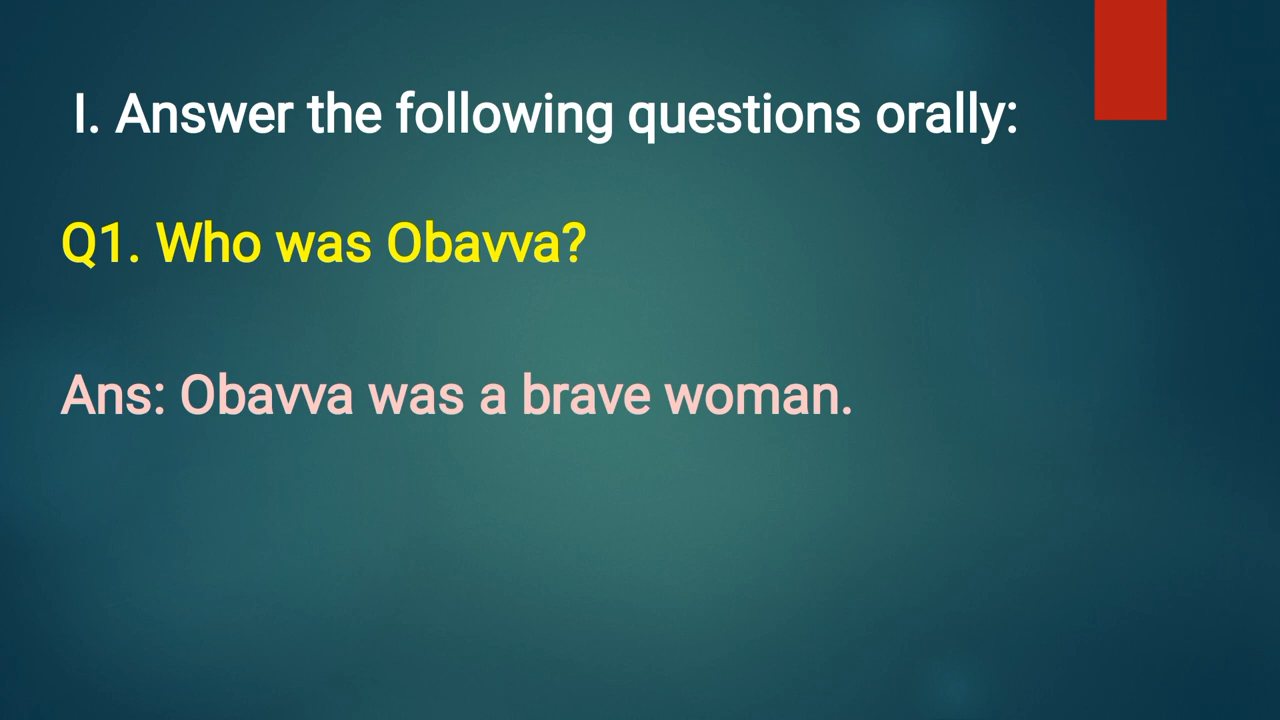 I. Answer the following questions orally:
Q1. Who was Obavva?
Ans: Obavva was a brave woman.